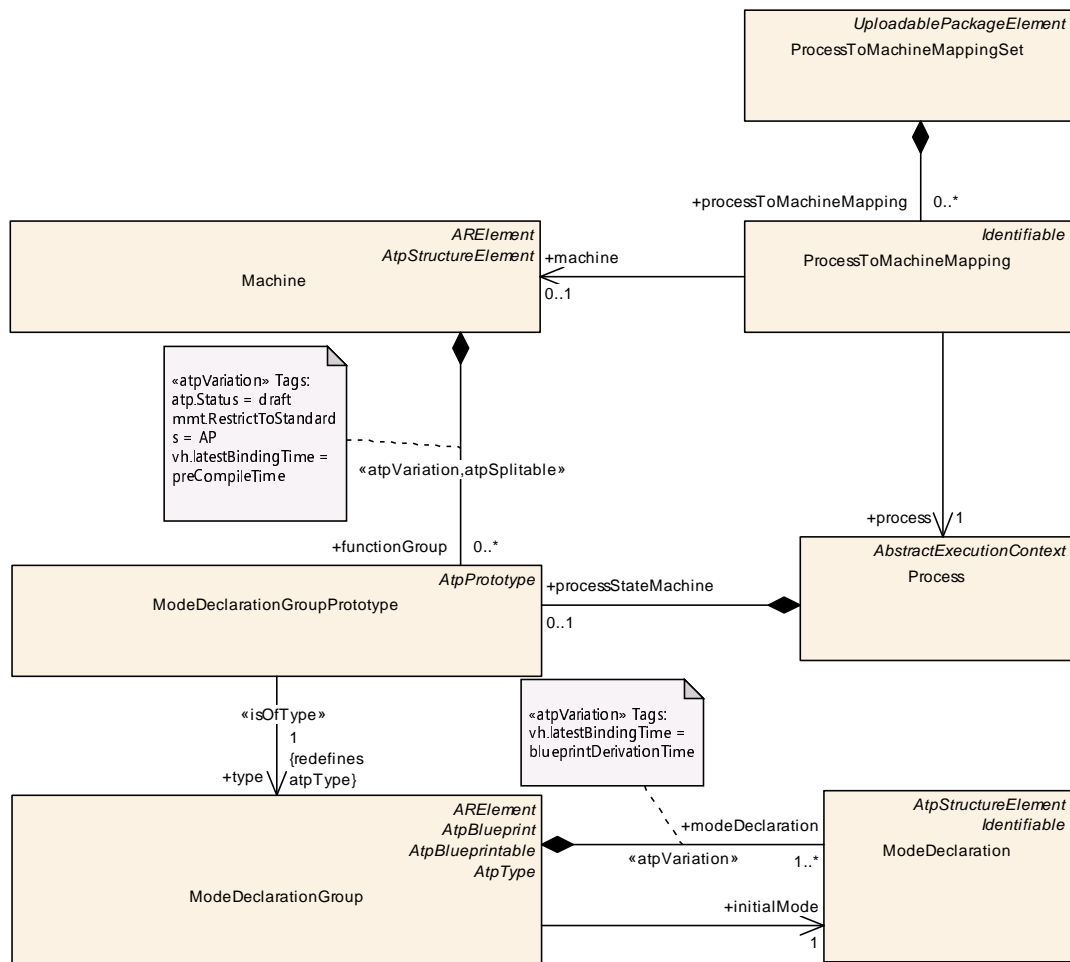 UploadablePackageElement
ProcessToMachineMappingSet
+processToMachineMapping 0..*
ARElement
AtpStructureElement
Machine
+machine
0..1
Identifiable
ProcessToMachineMapping
«atpVariation» Tags:
atp.Status = draft
mmt.RestrictToStandard
s = AP
vh.latestBindingTime =
preCompileTime
«atpVariation,atpSplitable»
+functionGroup 0..*
+process 1
AtpPrototype
ModeDeclarationGroupPrototype
+processStateMachine
0..1
AbstractExecutionContext
Process
«isOfType»
1
{redefines
atpType}
+type
«atpVariation» Tags:
vh.latestBindingTime =
blueprintDerivationTime
ARElement
AtpBlueprint
AtpBlueprintable
AtpType
ModeDeclarationGroup
+modeDeclaration
«atpVariation» 1..*
+initialMode
1
AtpStructureElement
Identifiable
ModeDeclaration